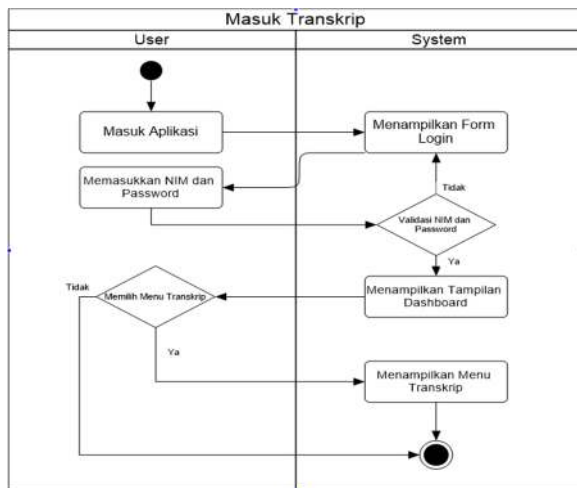 Masuk Transkrip
User
System
Masuk Aplikasi
Menampilkan Form
Login
Memasukkan NIM dan
Password
Tidak
Validasi NIM dan
Password
Ya
Tidak
Memilih Menu Transkrip
Menampilkan Tampilan
Dashboard
Ya
Menampilkan Menu
Transkrip